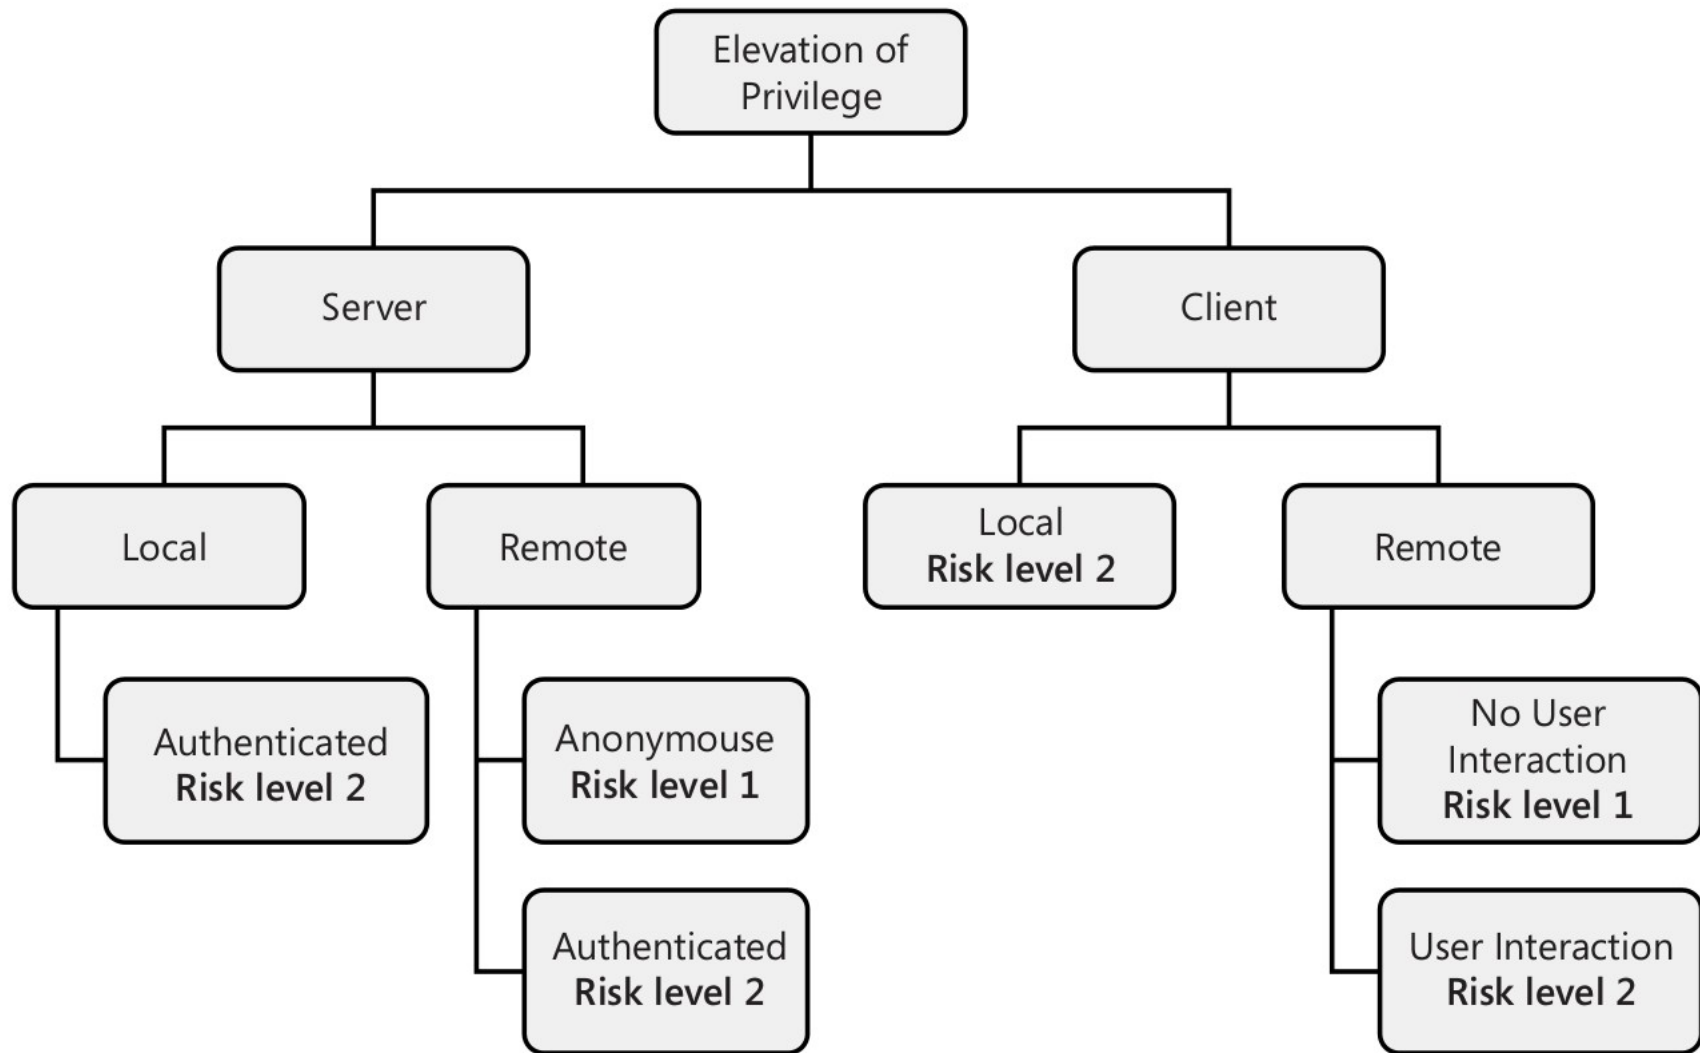 Elevation of
Privilege
Server
Client
Local
Remote
Local
Risk level 2
Remote
Authenticated
Risk level 2
Anonymouse
Risk level 1
No User
Interaction
Risk level 1
Authenticated
Risk level 2
User Interaction
Risk level 2